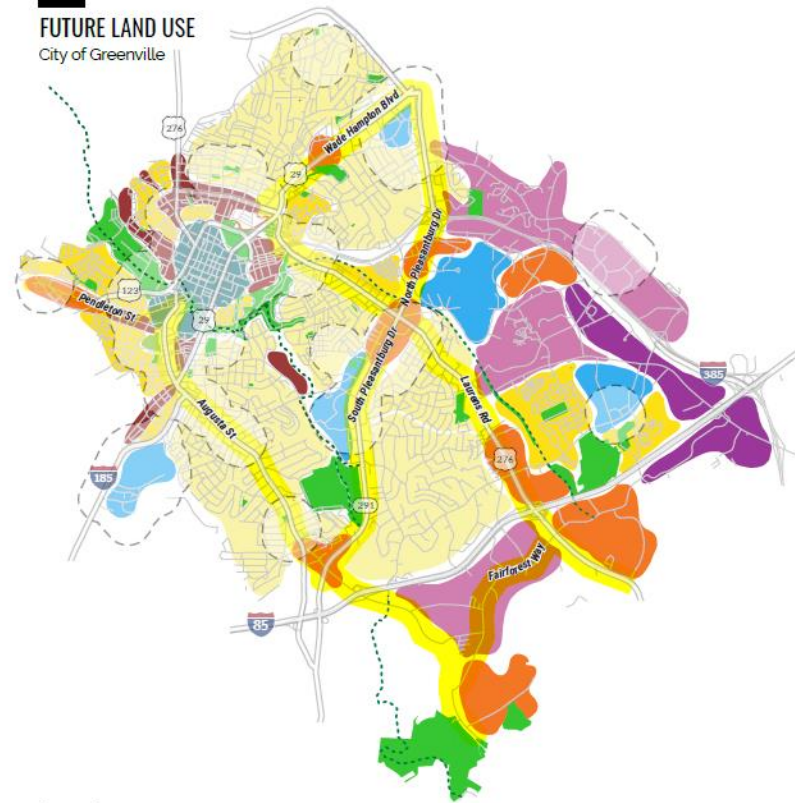 FUTURE LAND USE
City of Greenville
276
Wade Hampton Blvd
29
North Pleasantburg Dr
123
Pendleton St
29
South Pleasantburg Dr
Laurens Rd
385
Augusta St
276
185
291
Fairforest Way
85